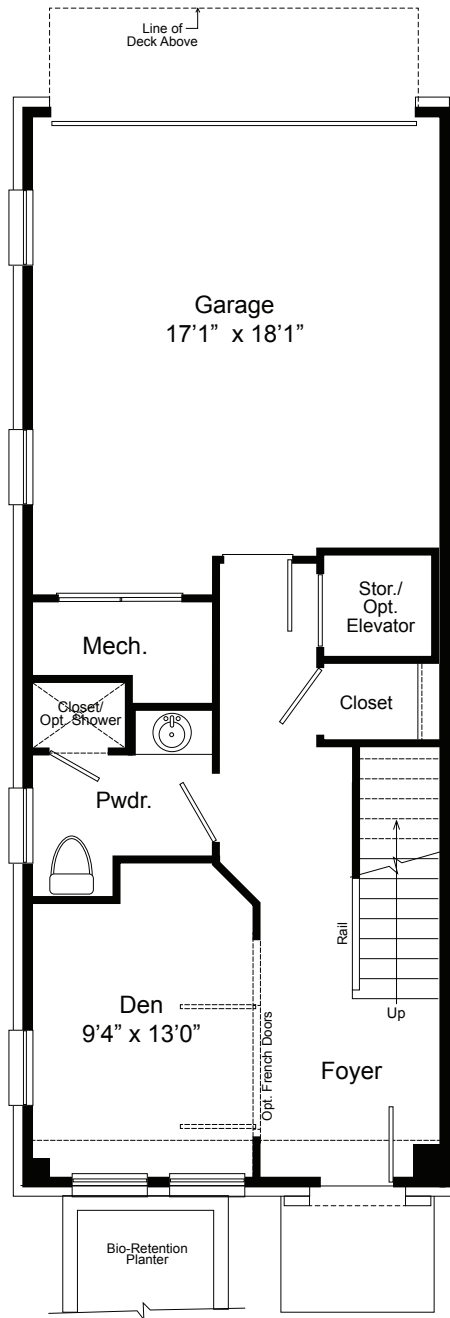 Line of
Deck Above
Garage
17’1” x 18’1”
Stor./
Opt.
Elevator
Mech.
Closet
Closet/
Opt. Shower
Pwdr.
Rail
Den
9’4” x 13’0”
Opt. French Doors
Up
Foyer
Bio-Retention
Planter